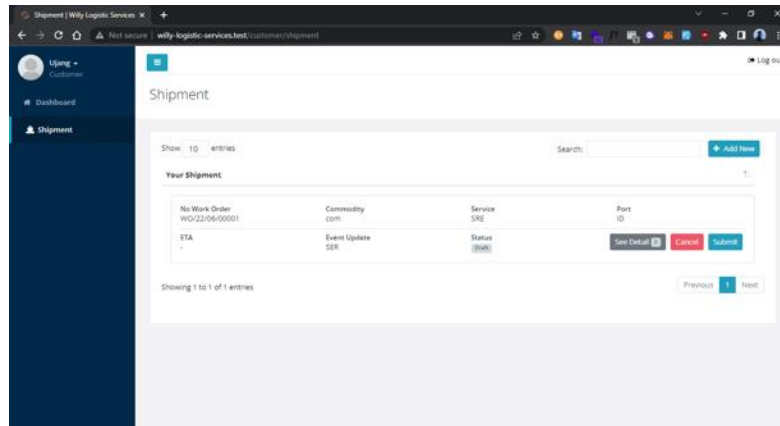 Shipment | Willy Logistic Services
Not secure | willy-logistic-services.test/customer/shipment
Ujang
Customer
Log ou
Dashboard
Shipment
Shipment
Show 10 entries
Search:
+ Add New
Your Shipment
No Work Order
Commodity
Service
Port
WO/22/06/00001
com
SRE
ID
ETA
Event Update
Status
-
SER
Draft
See Detail 0
Cancel
Submit
Showing 1 to 1 of 1 entries
Previous 1 Next